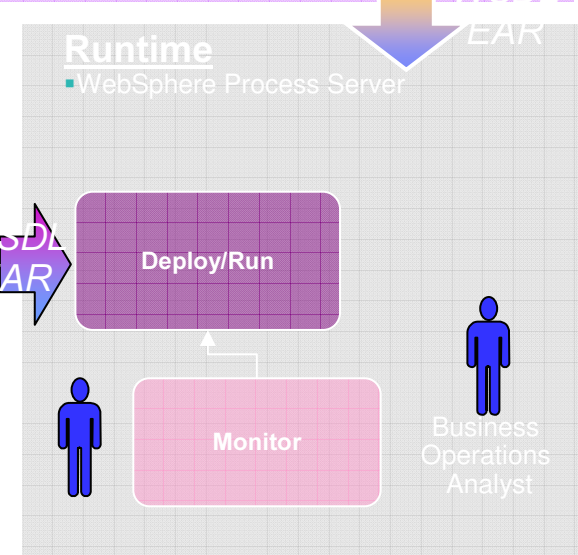 EAR
Runtime
▪WebSphere Process Server
Deploy/Run
Monitor
Business
Operations
Analyst